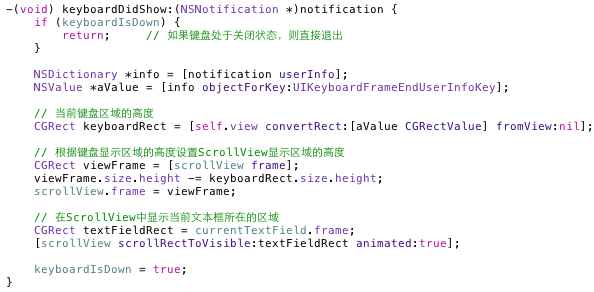 -(void) keyboardDidShow:(NSNotification *)notification {
    if (keyboardIsDown) {
        return;     // 如果键盘处于关闭状态，则直接退出
    }

    NSDictionary *info = [notification userInfo];
    NSValue *aValue = [info objectForKey:UIKeyboardFrameEndUserInfoKey];

    // 当前键盘区域的高度
    CGRect keyboardRect = [self.view convertRect:[aValue CGRectValue] fromView:nil];

    // 根据键盘显示区域的高度设置ScrollView显示区域的高度
    CGRect viewFrame = [scrollView frame];
    viewFrame.size.height -= keyboardRect.size.height;
    scrollView.frame = viewFrame;

    // 在ScrollView中显示当前文本框所在的区域
    CGRect textFieldRect = currentTextField.frame;
    [scrollView scrollRectToVisible:textFieldRect animated:true];

    keyboardIsDown = true;
}